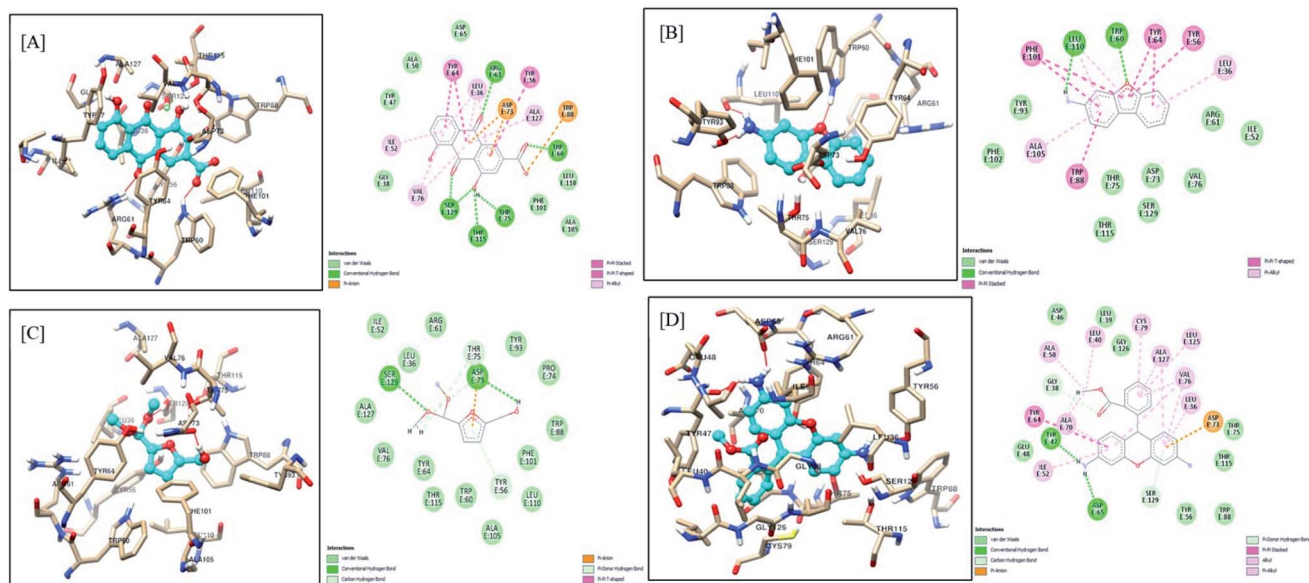 [A]
ALA127
THR115
TRP88
ARG61
TYR64
TRP60
ASP
E:65
ALA
E:50
TYR
E:64
ARG
E:61
TYR
E:56
TYR
E:47
LEU
E:36
ASP
E:73
ALA
E:127
TRP
E:88
ILE
E:52
TRP
E:60
GLY
E:38
VAL
E:76
LEU
E:110
SER
E:129
THR
E:75
PHE
E:101
THR
E:115
ALA
E:105
Interactions
van der Waals
Conventional Hydrogen Bond
Pi-Anion
Pi-Pi Stacked
Pi-Pi T-shaped
Pi-Alkyl
[B]
TRP60
LEU110
TYR64
ARG61
TYR93
TRP88
THR75
VAL76
SER129
PHE
E:101
LEU
E:110
TRP
E:60
TYR
E:64
TYR
E:56
LEU
E:36
TYR
E:93
ARG
E:61
ILE
E:52
PHE
E:102
ALA
E:105
TRP
E:88
THR
E:75
ASP
E:73
VAL
E:76
SER
E:129
THR
E:115
Interactions
van der Waals
Conventional Hydrogen Bond
Pi-Pi Stacked
Pi-Pi T-shaped
Pi-Alkyl
[C]
ALA127
VAL76
THR115
TYR64
TRP88
TYR93
TYR56
TRP60
ALA105
ILE
E:52
ARG
E:61
LEU
E:36
THR
E:75
TYR
E:93
SER
E:129
ASP
E:73
PRO
E:74
ALA
E:127
TRP
E:88
VAL
E:76
TYR
E:64
PHE
E:101
THR
E:115
TRP
E:60
TYR
E:56
LEU
E:110
ALA
E:105
Interactions
van der Waals
Conventional Hydrogen Bond
Carbon Hydrogen Bond
Pi-Anion
Pi-Donor Hydrogen Bond
Pi-Pi T-shaped
[D]
ARG61
TYR56
TYR47
LEU40
LEU36
TRP88
THR115
CYS79
ASP
E:46
LEU
E:39
CYS
E:79
LEU
E:125
ALA
E:50
LEU
E:40
GLY
E:126
ALA
E:127
VAL
E:76
GLY
E:38
LEU
E:36
TYR
E:64
ALA
E:70
ASP
E:73
THR
E:75
GLU
E:48
TYR
E:47
THR
E:115
ILE
E:52
SER
E:129
ASP
E:65
TYR
E:56
TRP
E:88
Interactions
van der Waals
Conventional Hydrogen Bond
Pi-Anion
Pi-Donor Hydrogen Bond
Pi-Pi Stacked
Alkyl
Pi-Alkyl